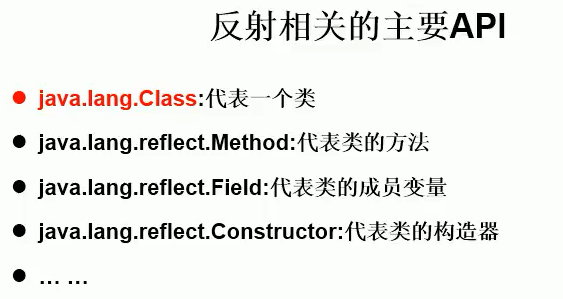 反射相关的主要API
● java.lang.Class:代表一个类
● java.lang.reflect.Method:代表类的方法
● java.lang.reflect.Field:代表类的成员变量
● java.lang.reflect.Constructor:代表类的构造器
● … …